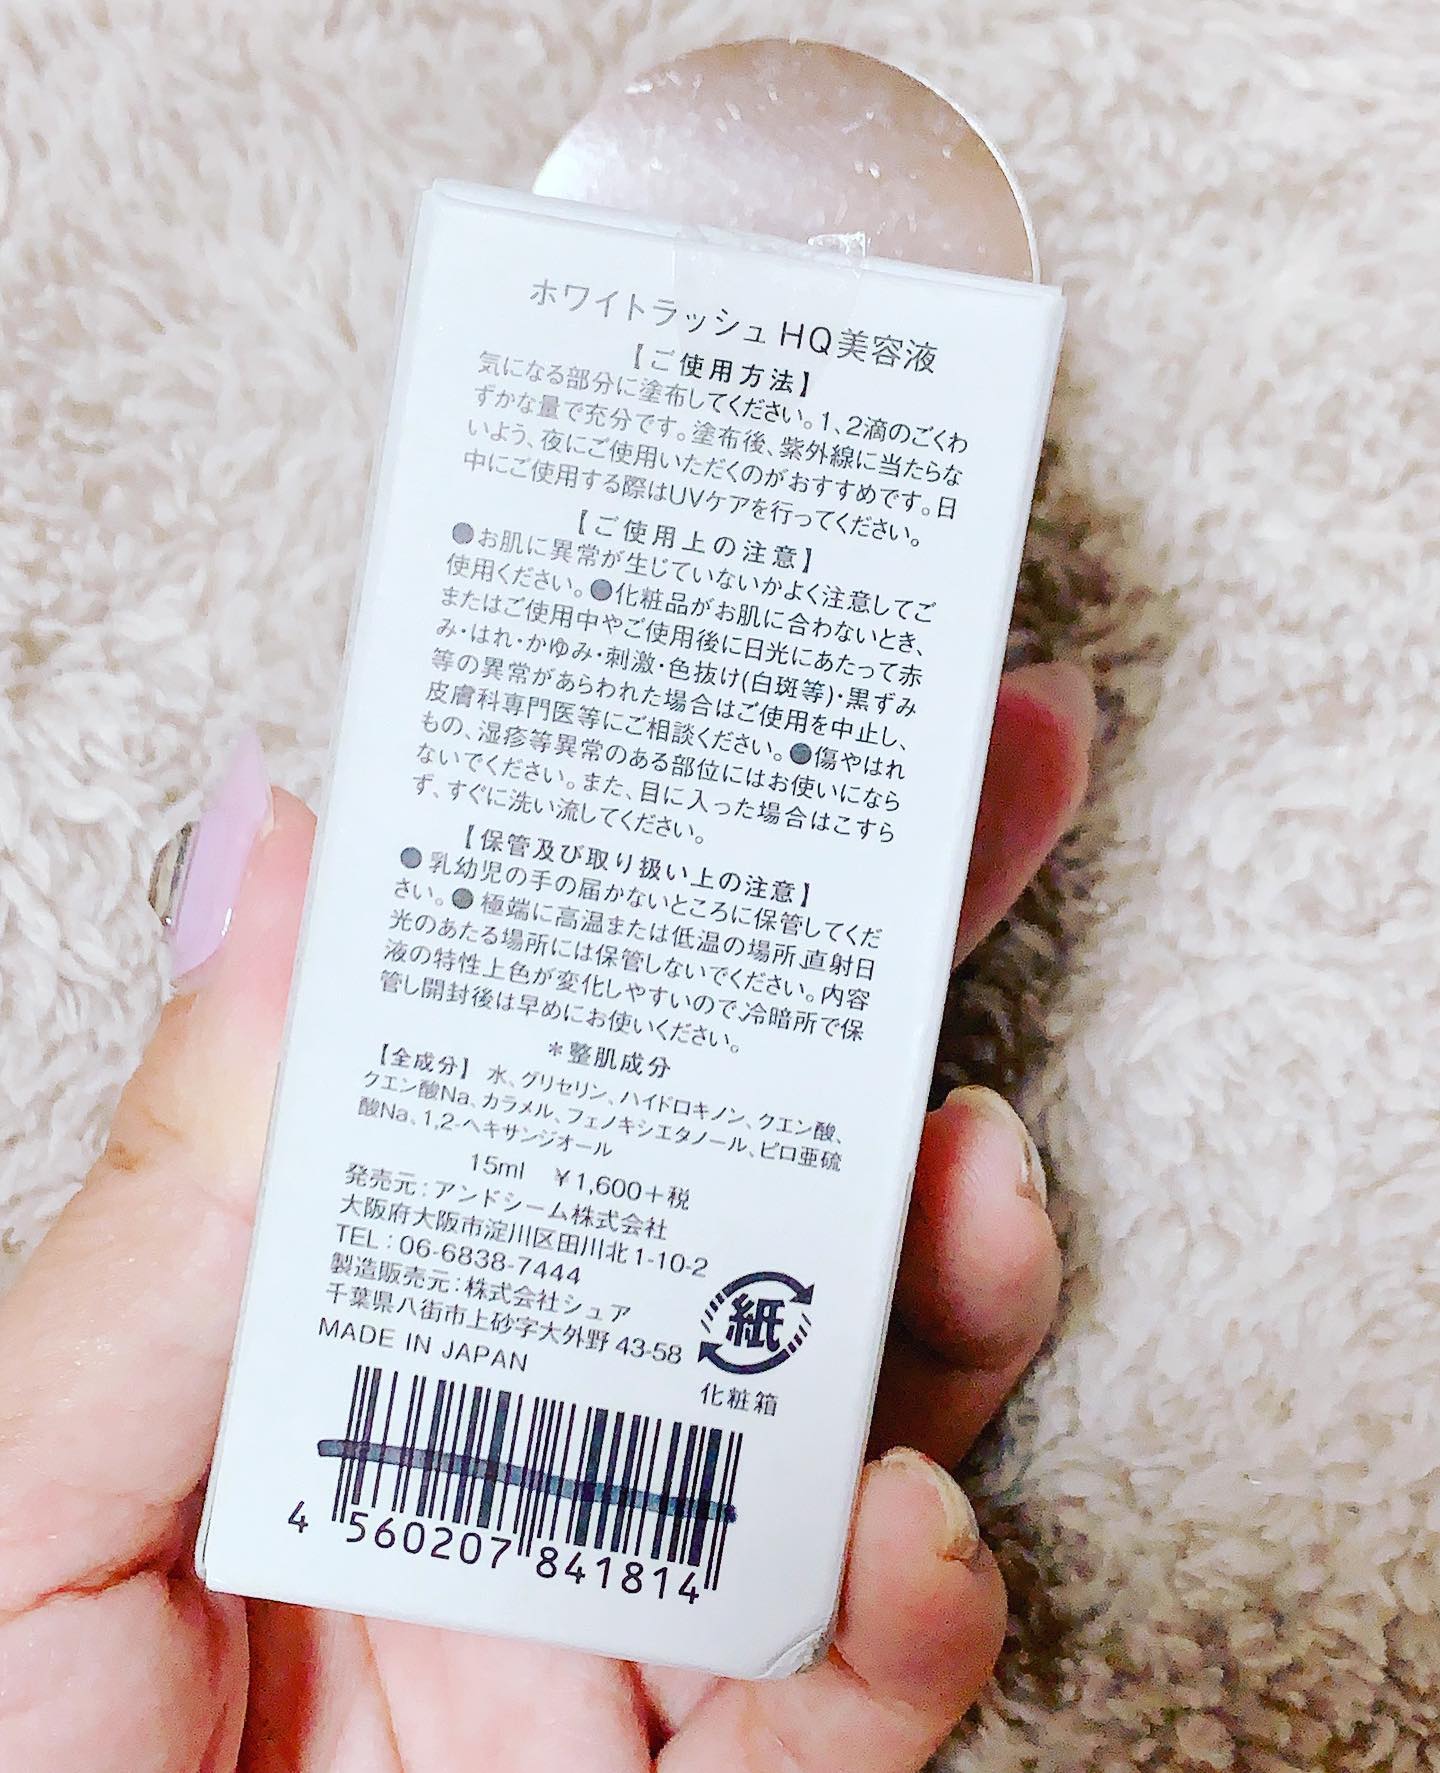 ホワイトラッシュ HQ美容液
【ご使用方法】
気になる部分に塗布してください。1、2滴のごくわ
ずかな量で充分です。塗布後、紫外線に当たらな
いよう、夜にご使用いただくのがおすすめです。日
中にご使用する際はUVケアを行ってください。
【ご使用上の注意】
●お肌に異常が生じていないかよく注意してご
使用ください。●化粧品がお肌に合わないとき、
またはご使用中やご使用後に日光にあたって赤
み・はれ・かゆみ・刺激・色抜け(白斑等)・黒ずみ
等の異常があらわれた場合はご使用を中止し、
皮膚科専門医等にご相談ください。●傷やはれ
もの、湿疹等異常のある部位にはお使いになら
ないでください。また、目に入った場合はこすら
ず、すぐに洗い流してください。
【保管及び取り扱い上の注意】
●乳幼児の手の届かないところに保管してくだ
さい。●極端に高温または低温の場所、直射日
光のあたる場所には保管しないでください。内容
液の特性上色が変化しやすいので、冷暗所で保
管し開封後は早めにお使いください。
＊整肌成分
【全成分】 水、グリセリン、ハイドロキノン、クエン酸、
クエン酸Na、カラメル、フェノキシエタノール、ピロ亜硫
酸Na、1,2-ヘキサンジオール
15ml ¥1,600+税
発売元：アンドシーム株式会社
大阪府大阪市淀川区田川北1-10-2
TEL：06-6838-7444
製造販売元：株式会社シュア
千葉県八街市上砂字大外野 43-58
MADE IN JAPAN
紙
化粧箱
4 560207 841814